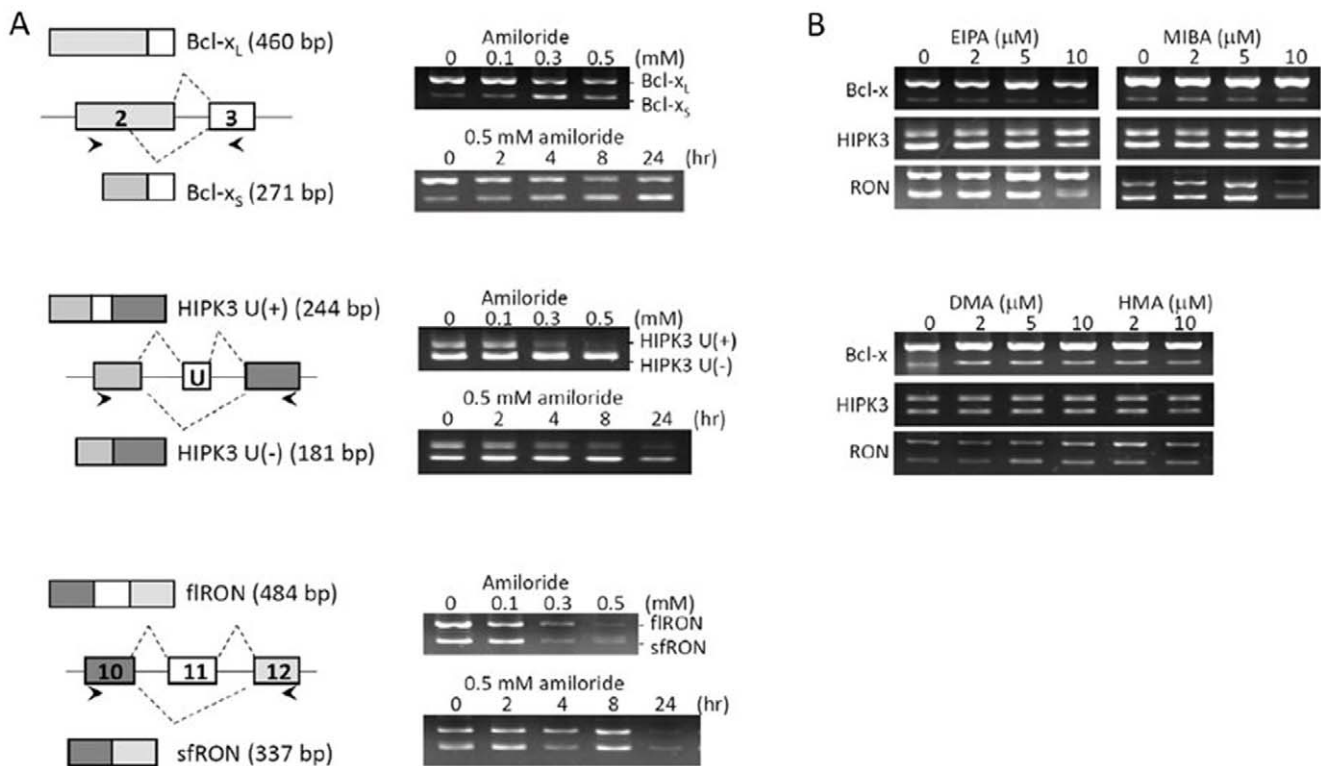 A
Bcl-xL (460 bp)
2 3
Bcl-xS (271 bp)
Amiloride
0 0.1 0.3 0.5 (mM)
Bcl-xL
Bcl-xS
0.5 mM amiloride
0 2 4 8 24 (hr)
HIPK3 U(+) (244 bp)
U
HIPK3 U(-) (181 bp)
Amiloride
0 0.1 0.3 0.5 (mM)
HIPK3 U(+)
HIPK3 U(-)
0.5 mM amiloride
0 2 4 8 24 (hr)
flRON (484 bp)
10 11 12
sfRON (337 bp)
Amiloride
0 0.1 0.3 0.5 (mM)
flRON
sfRON
0.5 mM amiloride
0 2 4 8 24 (hr)
B
EIPA (μM) MIBA (μM)
0 2 5 10 0 2 5 10
Bcl-x
HIPK3
RON
DMA (μM) HMA (μM)
0 2 5 10 2 10
Bcl-x
HIPK3
RON